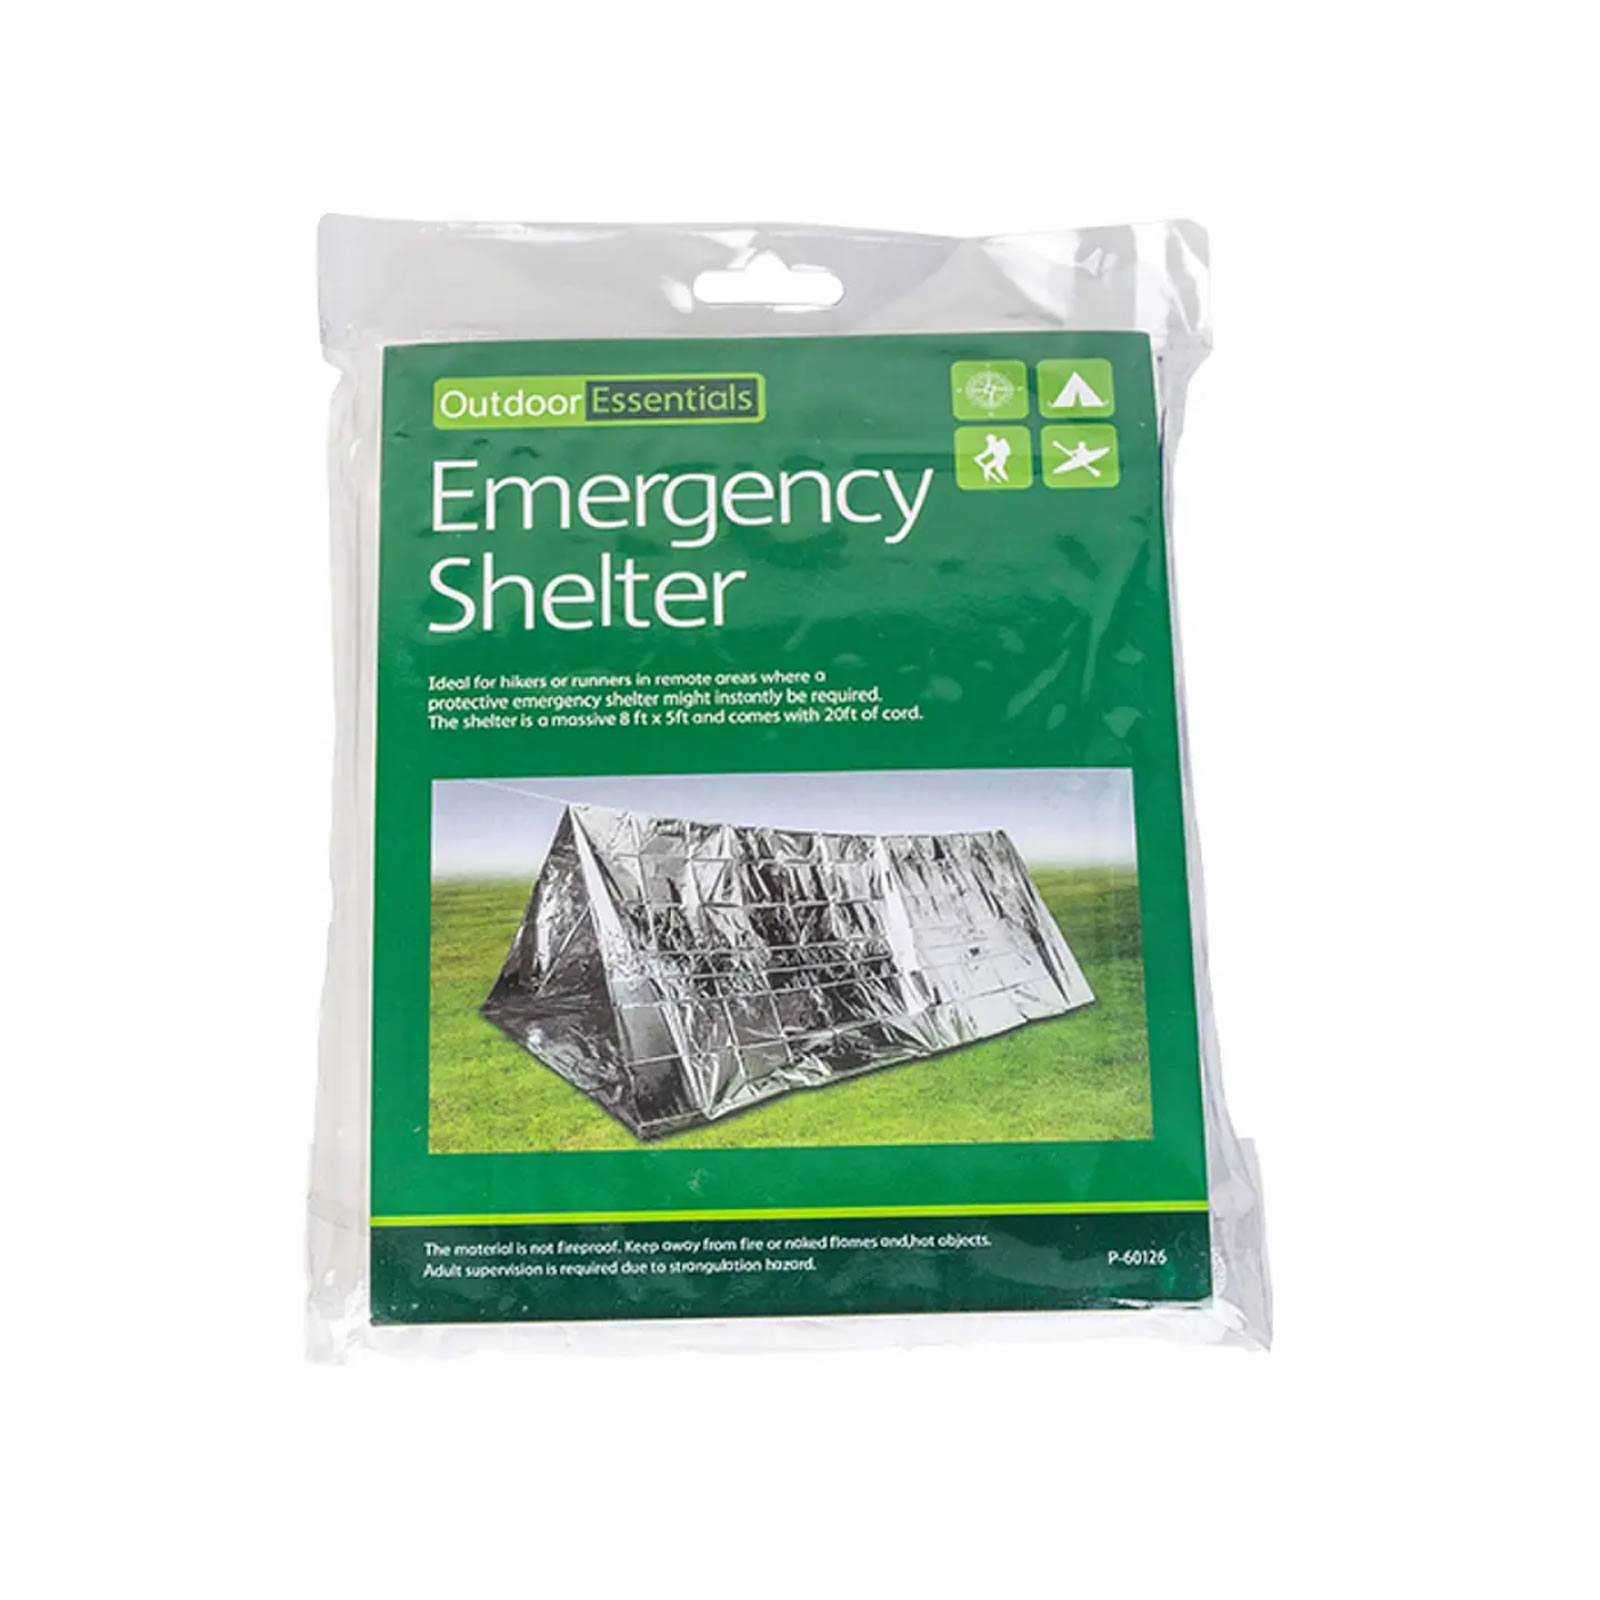 Outdoor Essentials
Emergency
Shelter
Ideal for hikers or runners in remote areas where a
protective emergency shelter might instantly be required.
The shelter is a massive 8 ft x 5ft and comes with 20ft of cord.
The material is not fireproof. Keep away from fire or naked flames and,hot objects.
Adult supervision is required due to strangulation hazard.
P-60126